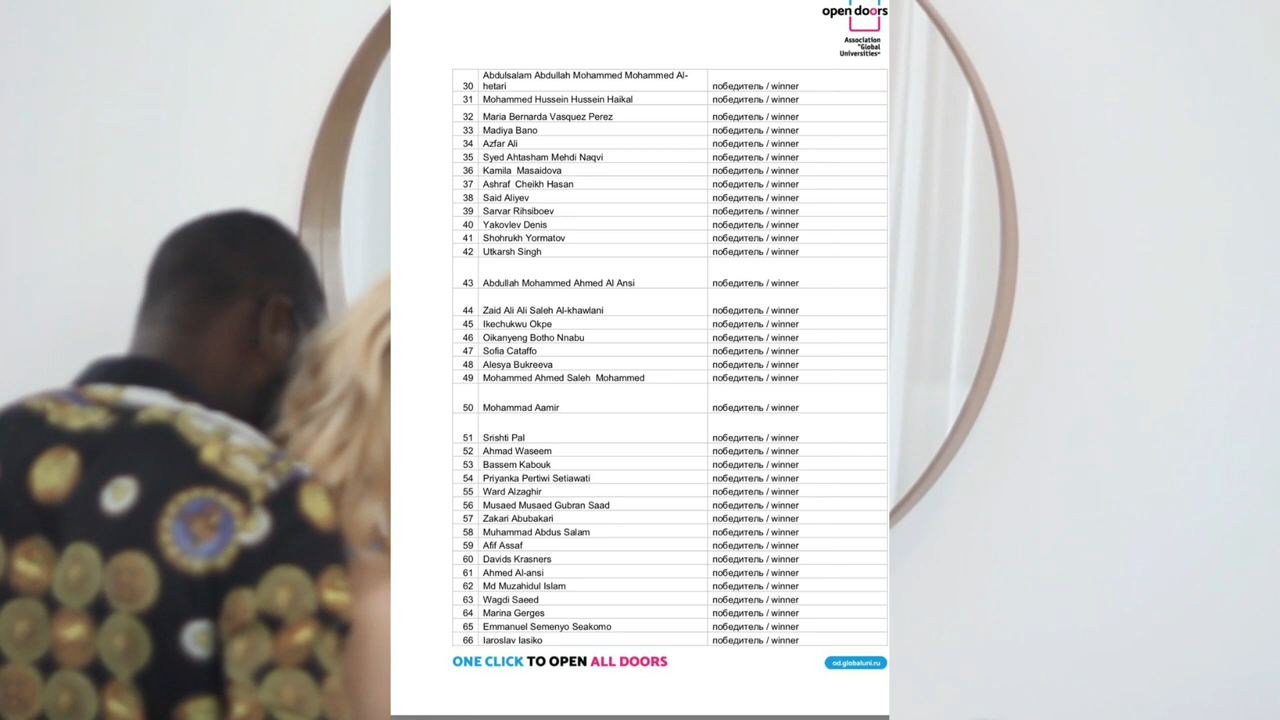 open doors
Association
"Global
Universities"
30 Abdulsalam Abdullah Mohammed Mohammed Al-hetari победитель / winner
31 Mohammed Hussein Hussein Haikal победитель / winner
32 Maria Bernarda Vasquez Perez победитель / winner
33 Madiya Bano победитель / winner
34 Azfar Ali победитель / winner
35 Syed Ahtasham Mehdi Naqvi победитель / winner
36 Kamila Masaidova победитель / winner
37 Ashraf Cheikh Hasan победитель / winner
38 Said Aliyev победитель / winner
39 Sarvar Rihsiboev победитель / winner
40 Yakovlev Denis победитель / winner
41 Shohrukh Yormatov победитель / winner
42 Utkarsh Singh победитель / winner
43 Abdullah Mohammed Ahmed Al Ansi победитель / winner
44 Zaid Ali Ali Saleh Al-khawlani победитель / winner
45 Ikechukwu Okpe победитель / winner
46 Oikanyeng Botho Nnabu победитель / winner
47 Sofia Cataffo победитель / winner
48 Alesya Bukreeva победитель / winner
49 Mohammed Ahmed Saleh Mohammed победитель / winner
50 Mohammad Aamir победитель / winner
51 Srishti Pal победитель / winner
52 Ahmad Waseem победитель / winner
53 Bassem Kabouk победитель / winner
54 Priyanka Pertiwi Setiawati победитель / winner
55 Ward Alzaghir победитель / winner
56 Musaed Musaed Gubran Saad победитель / winner
57 Zakari Abubakari победитель / winner
58 Muhammad Abdus Salam победитель / winner
59 Afif Assaf победитель / winner
60 Davids Krasners победитель / winner
61 Ahmed Al-ansi победитель / winner
62 Md Muzahidul Islam победитель / winner
63 Wagdi Saeed победитель / winner
64 Marina Gerges победитель / winner
65 Emmanuel Semenyo Seakomo победитель / winner
66 Iaroslav Iasiko победитель / winner
ONE CLICK TO OPEN ALL DOORS
od.globaluni.ru